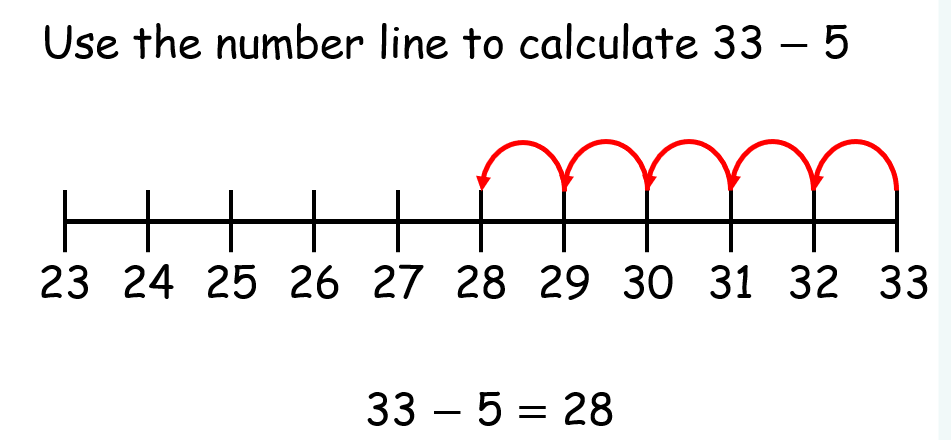 Use the number line to calculate 33 – 5
23 24 25 26 27 28 29 30 31 32 33
33 – 5 = 28